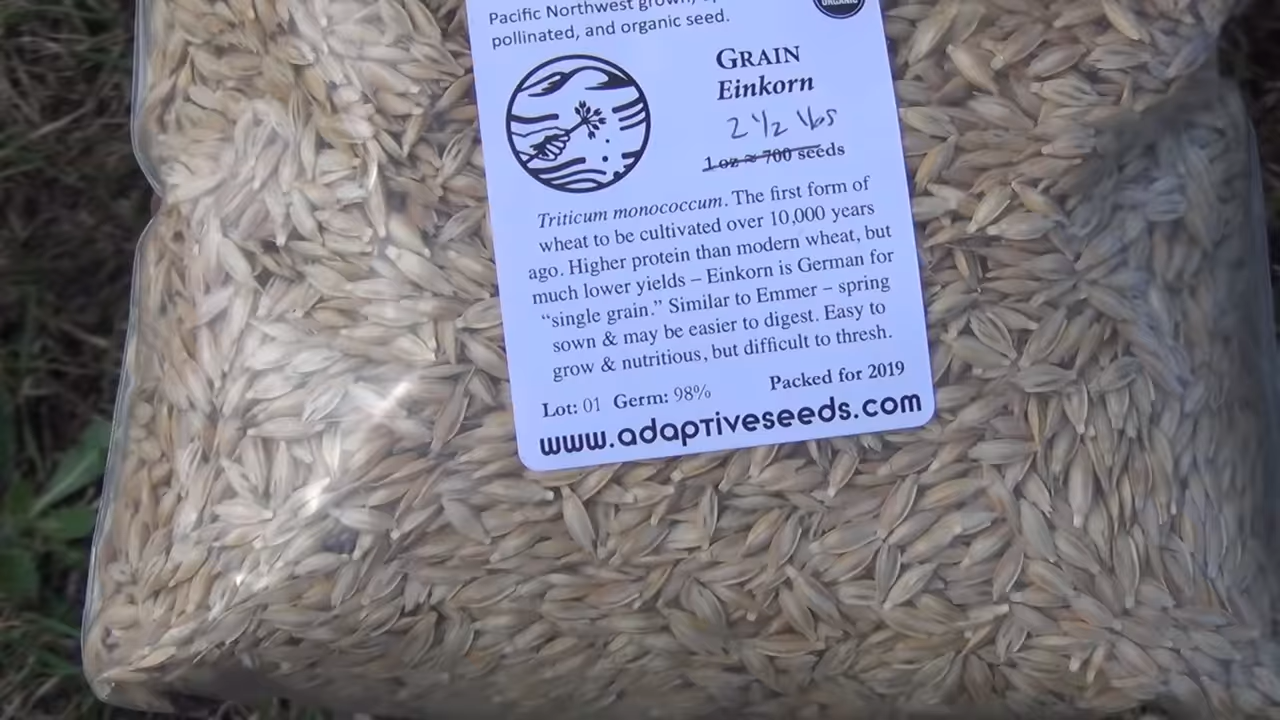 Pacific Northwest grown,
pollinated, and organic seed.
ORGANIC
GRAIN
Einkorn
2 1/2 lbs
1 oz ≈ 700 seeds
Triticum monococcum. The first form of
wheat to be cultivated over 10,000 years
ago. Higher protein than modern wheat, but
much lower yields – Einkorn is German for
“single grain.” Similar to Emmer – spring
sown & may be easier to digest. Easy to
grow & nutritious, but difficult to thresh.
Lot: 01 Germ: 98%
Packed for 2019
www.adaptiveseeds.com